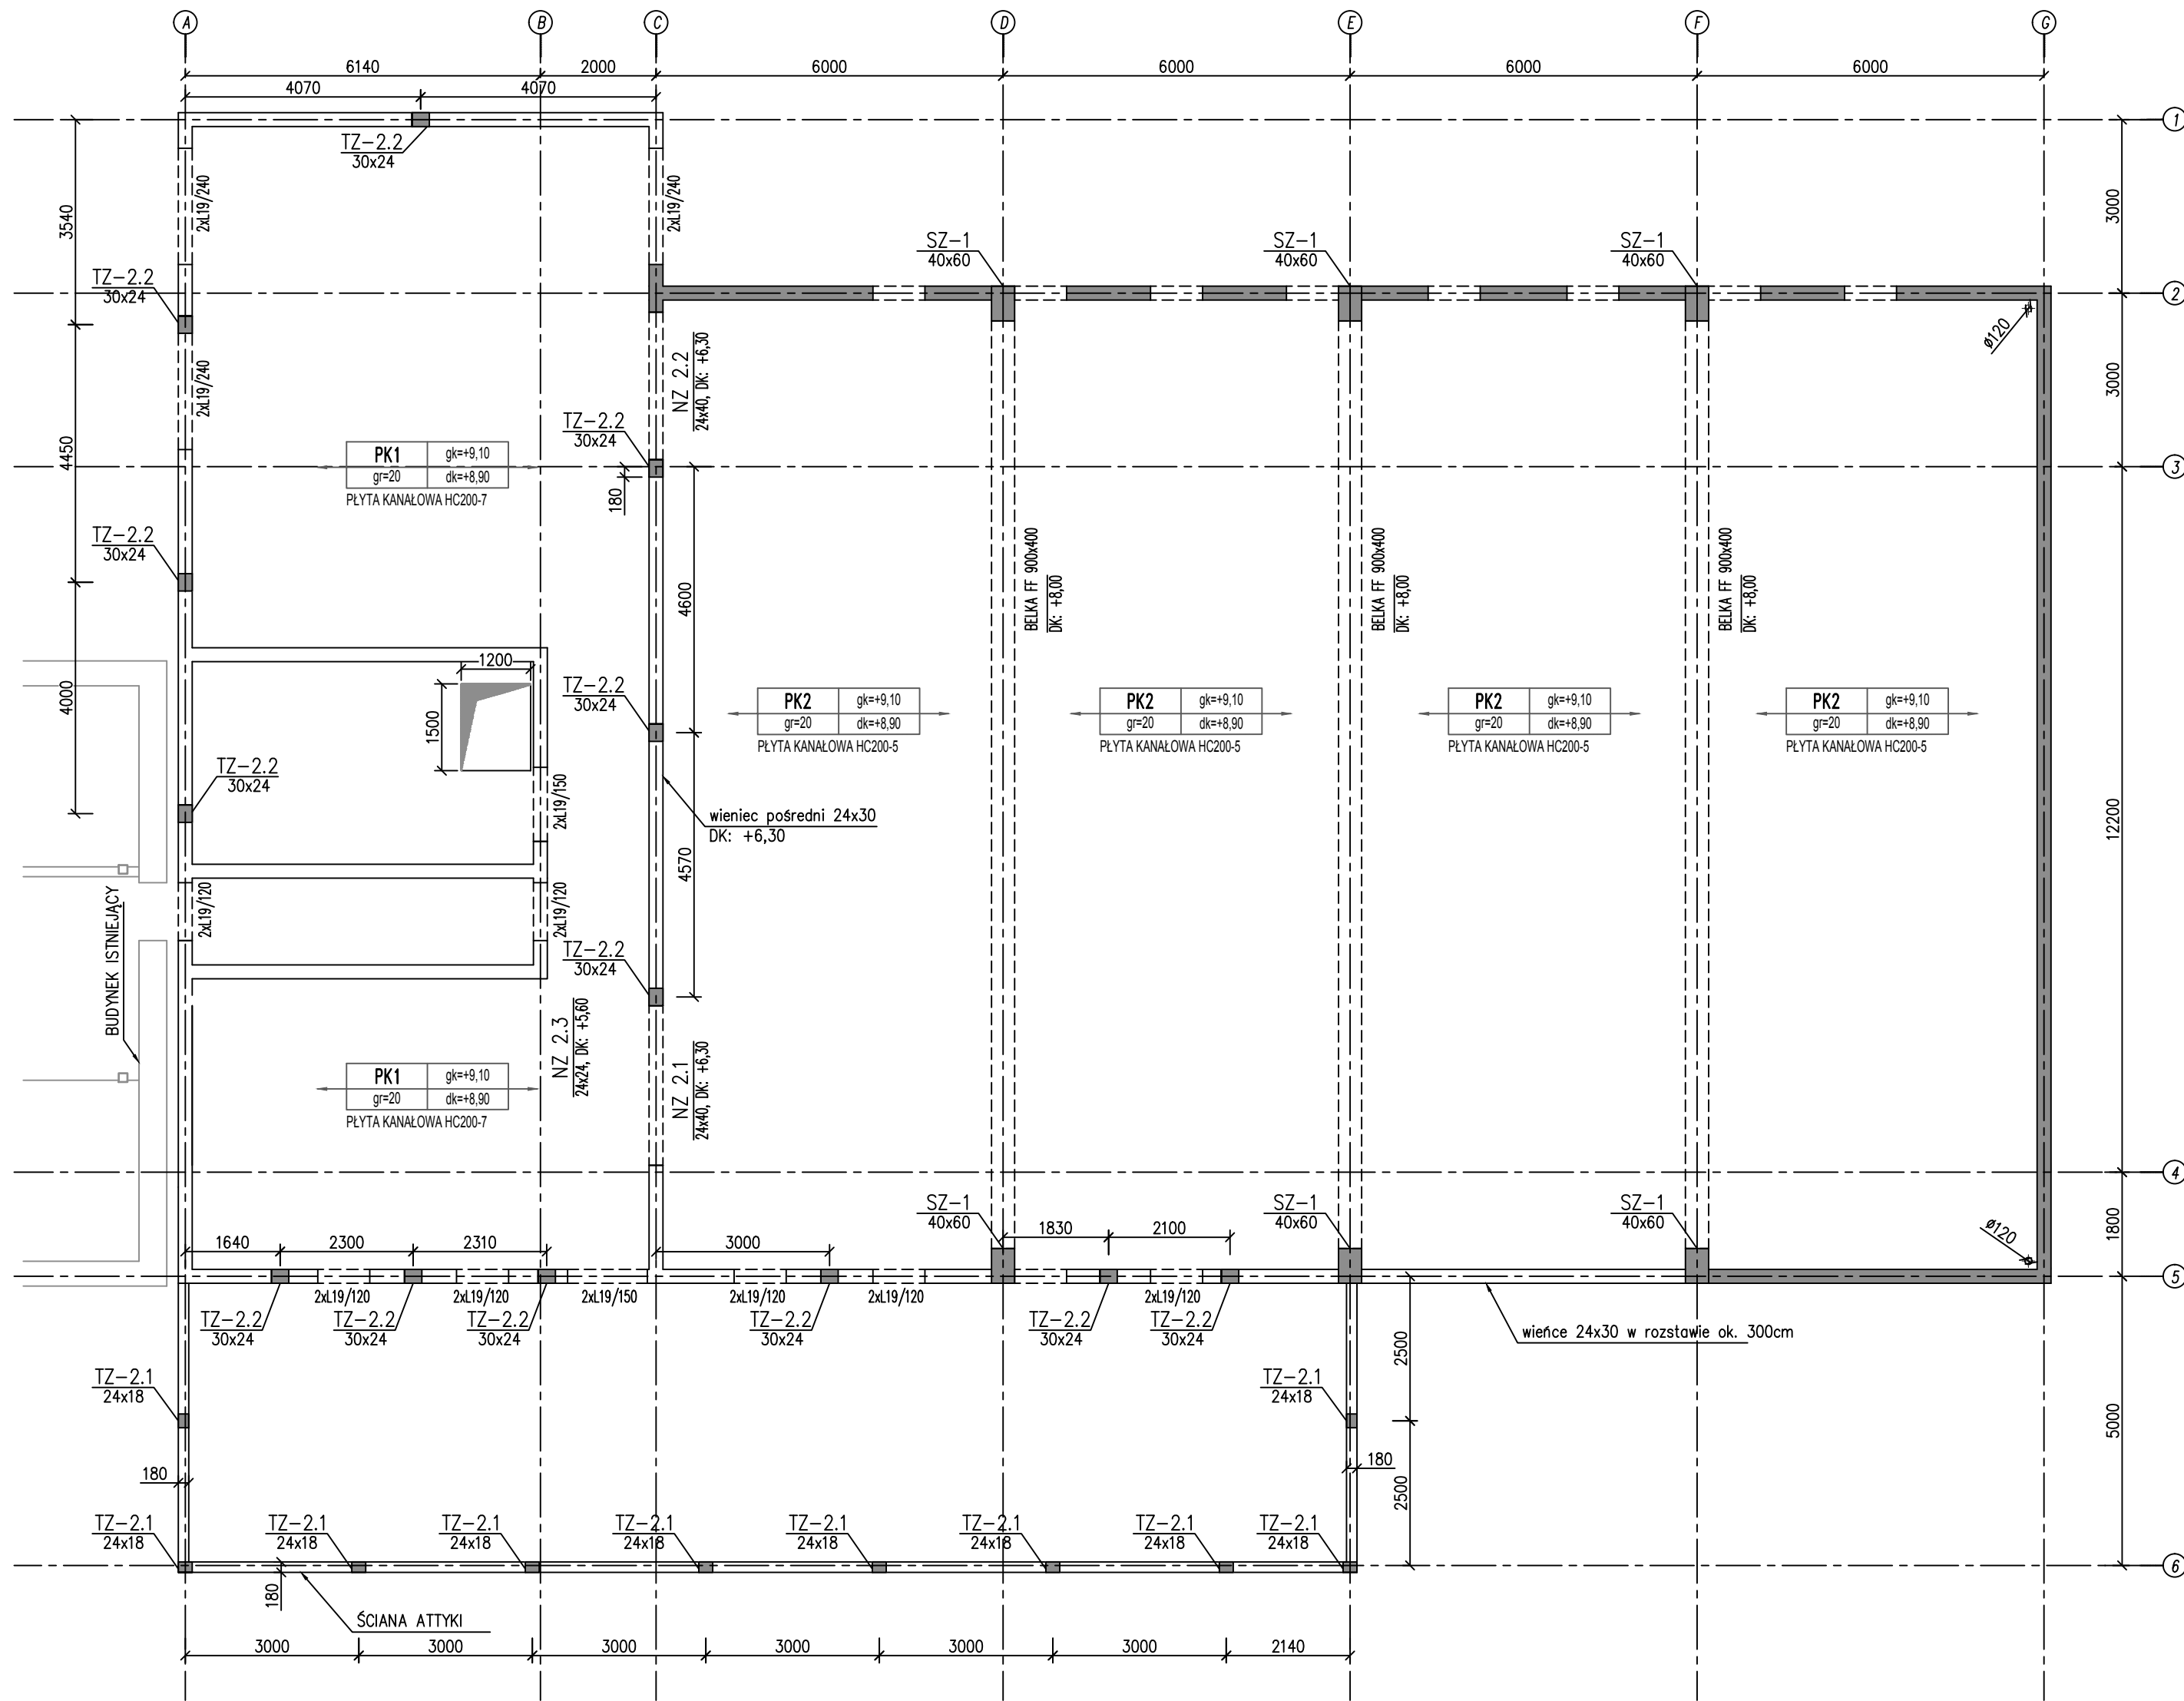 A B C D E F G
6140 2000 6000 6000 6000 6000
4070 4070
1
TZ-2.2
30x24
3540
2xL19/240
2xL19/240
3000
SZ-1
40x60
SZ-1
40x60
SZ-1
40x60
TZ-2.2
30x24
2
ø120
2xL19/240
NZ 2.2
24x40, DK: +6,30
3000
TZ-2.2
30x24
4450
PK1 gk=+9,10
gr=20 dk=+8,90
PŁYTA KANAŁOWA HC200-7
3
180
TZ-2.2
30x24
4600
BELKA FF 900x400
DK: +8,00
BELKA FF 900x400
DK: +8,00
BELKA FF 900x400
DK: +8,00
1200
1500
4000
TZ-2.2
30x24
PK2 gk=+9,10
gr=20 dk=+8,90
PŁYTA KANAŁOWA HC200-5
PK2 gk=+9,10
gr=20 dk=+8,90
PŁYTA KANAŁOWA HC200-5
PK2 gk=+9,10
gr=20 dk=+8,90
PŁYTA KANAŁOWA HC200-5
PK2 gk=+9,10
gr=20 dk=+8,90
PŁYTA KANAŁOWA HC200-5
TZ-2.2
30x24
2xL19/150
wieniec pośredni 24x30
DK: +6,30
12200
4570
2xL19/120
2xL19/120
BUDYNEK ISTNIEJĄCY
TZ-2.2
30x24
NZ 2.3
24x24, DK: +5,60
NZ 2.1
24x40, DK: +6,30
PK1 gk=+9,10
gr=20 dk=+8,90
PŁYTA KANAŁOWA HC200-7
4
SZ-1
40x60
SZ-1
40x60
SZ-1
40x60
1800
ø120
1640 2300 2310 3000 1830 2100
5
2xL19/120 2xL19/120 2xL19/150 2xL19/120 2xL19/120 2xL19/120
TZ-2.2
30x24
TZ-2.2
30x24
TZ-2.2
30x24
TZ-2.2
30x24
TZ-2.2
30x24
TZ-2.2
30x24
wieńce 24x30 w rozstawie ok. 300cm
2500
TZ-2.1
24x18
TZ-2.1
24x18
5000
180
180
2500
TZ-2.1
24x18
TZ-2.1
24x18
TZ-2.1
24x18
TZ-2.1
24x18
TZ-2.1
24x18
TZ-2.1
24x18
TZ-2.1
24x18
TZ-2.1
24x18
6
180
ŚCIANA ATTYKI
3000 3000 3000 3000 3000 3000 2140